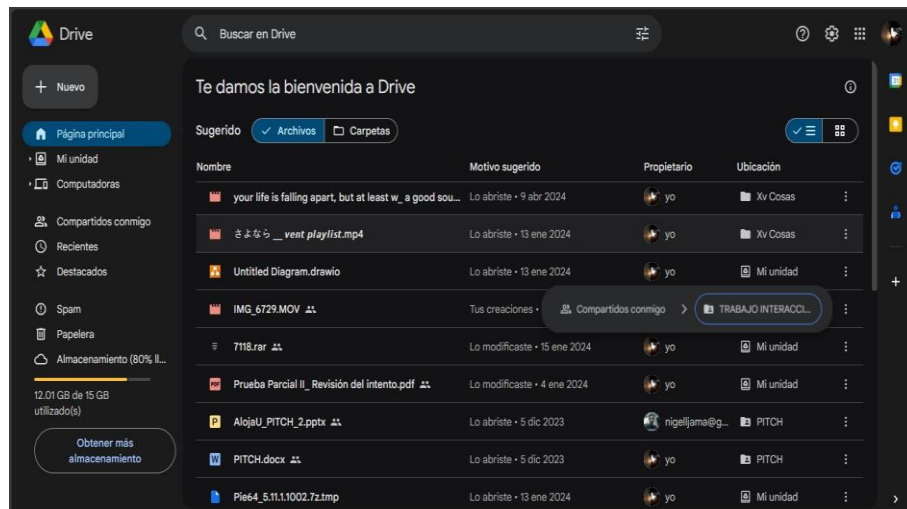 Drive
Buscar en Drive
Nuevo
Página principal
Mi unidad
Computadoras
Compartidos conmigo
Recientes
Destacados
Spam
Papelera
Almacenamiento (80% ll...
12.01 GB de 15 GB
utilizado(s)
Obtener más
almacenamiento
Te damos la bienvenida a Drive
Sugerido Archivos Carpetas
Nombre Motivo sugerido Propietario Ubicación
your life is falling apart, but at least w_ a good sou... Lo abriste • 9 abr 2024 yo Xv Cosas
さよなら __ vent playlist.mp4 Lo abriste • 13 ene 2024 yo Xv Cosas
Untitled Diagram.drawio Lo abriste • 13 ene 2024 yo Mi unidad
IMG_6729.MOV Tus creaciones • Compartidos conmigo > TRABAJO INTERACCI...
7118.rar Lo modificaste • 15 ene 2024 yo Mi unidad
PDF Prueba Parcial II_ Revisión del intento.pdf Lo modificaste • 4 ene 2024 yo Mi unidad
P AlojaU_PITCH_2.pptx Lo abriste • 5 dic 2023 nigelljama@g... PITCH
W PITCH.docx Lo abriste • 5 dic 2023 yo PITCH
Pie64_5.11.1.1002.7z.tmp Lo abriste • 13 ene 2024 yo Mi unidad